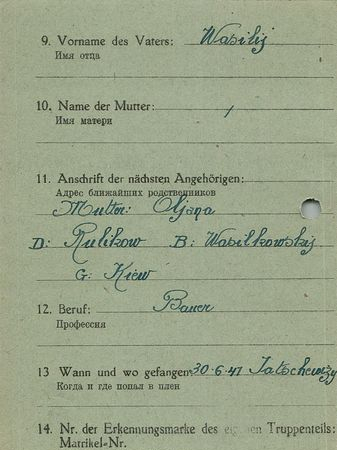 9. Vorname des Vaters: Wasilij
Имя отца
10. Name der Mutter: /
Имя матери
11. Anschrift der nächsten Angehörigen:
Адрес ближайших родственников
Mutter: Uljana
D: Rulikow B: Wasilkowskij
G: Kiew
12. Beruf: Bauer
Профессия
13 Wann und wo gefangen 30.6.41
Когда и где попал в плен
14. Nr. der Erkennungsmarke des eigenen Truppenteils:
Matrikel-Nr.